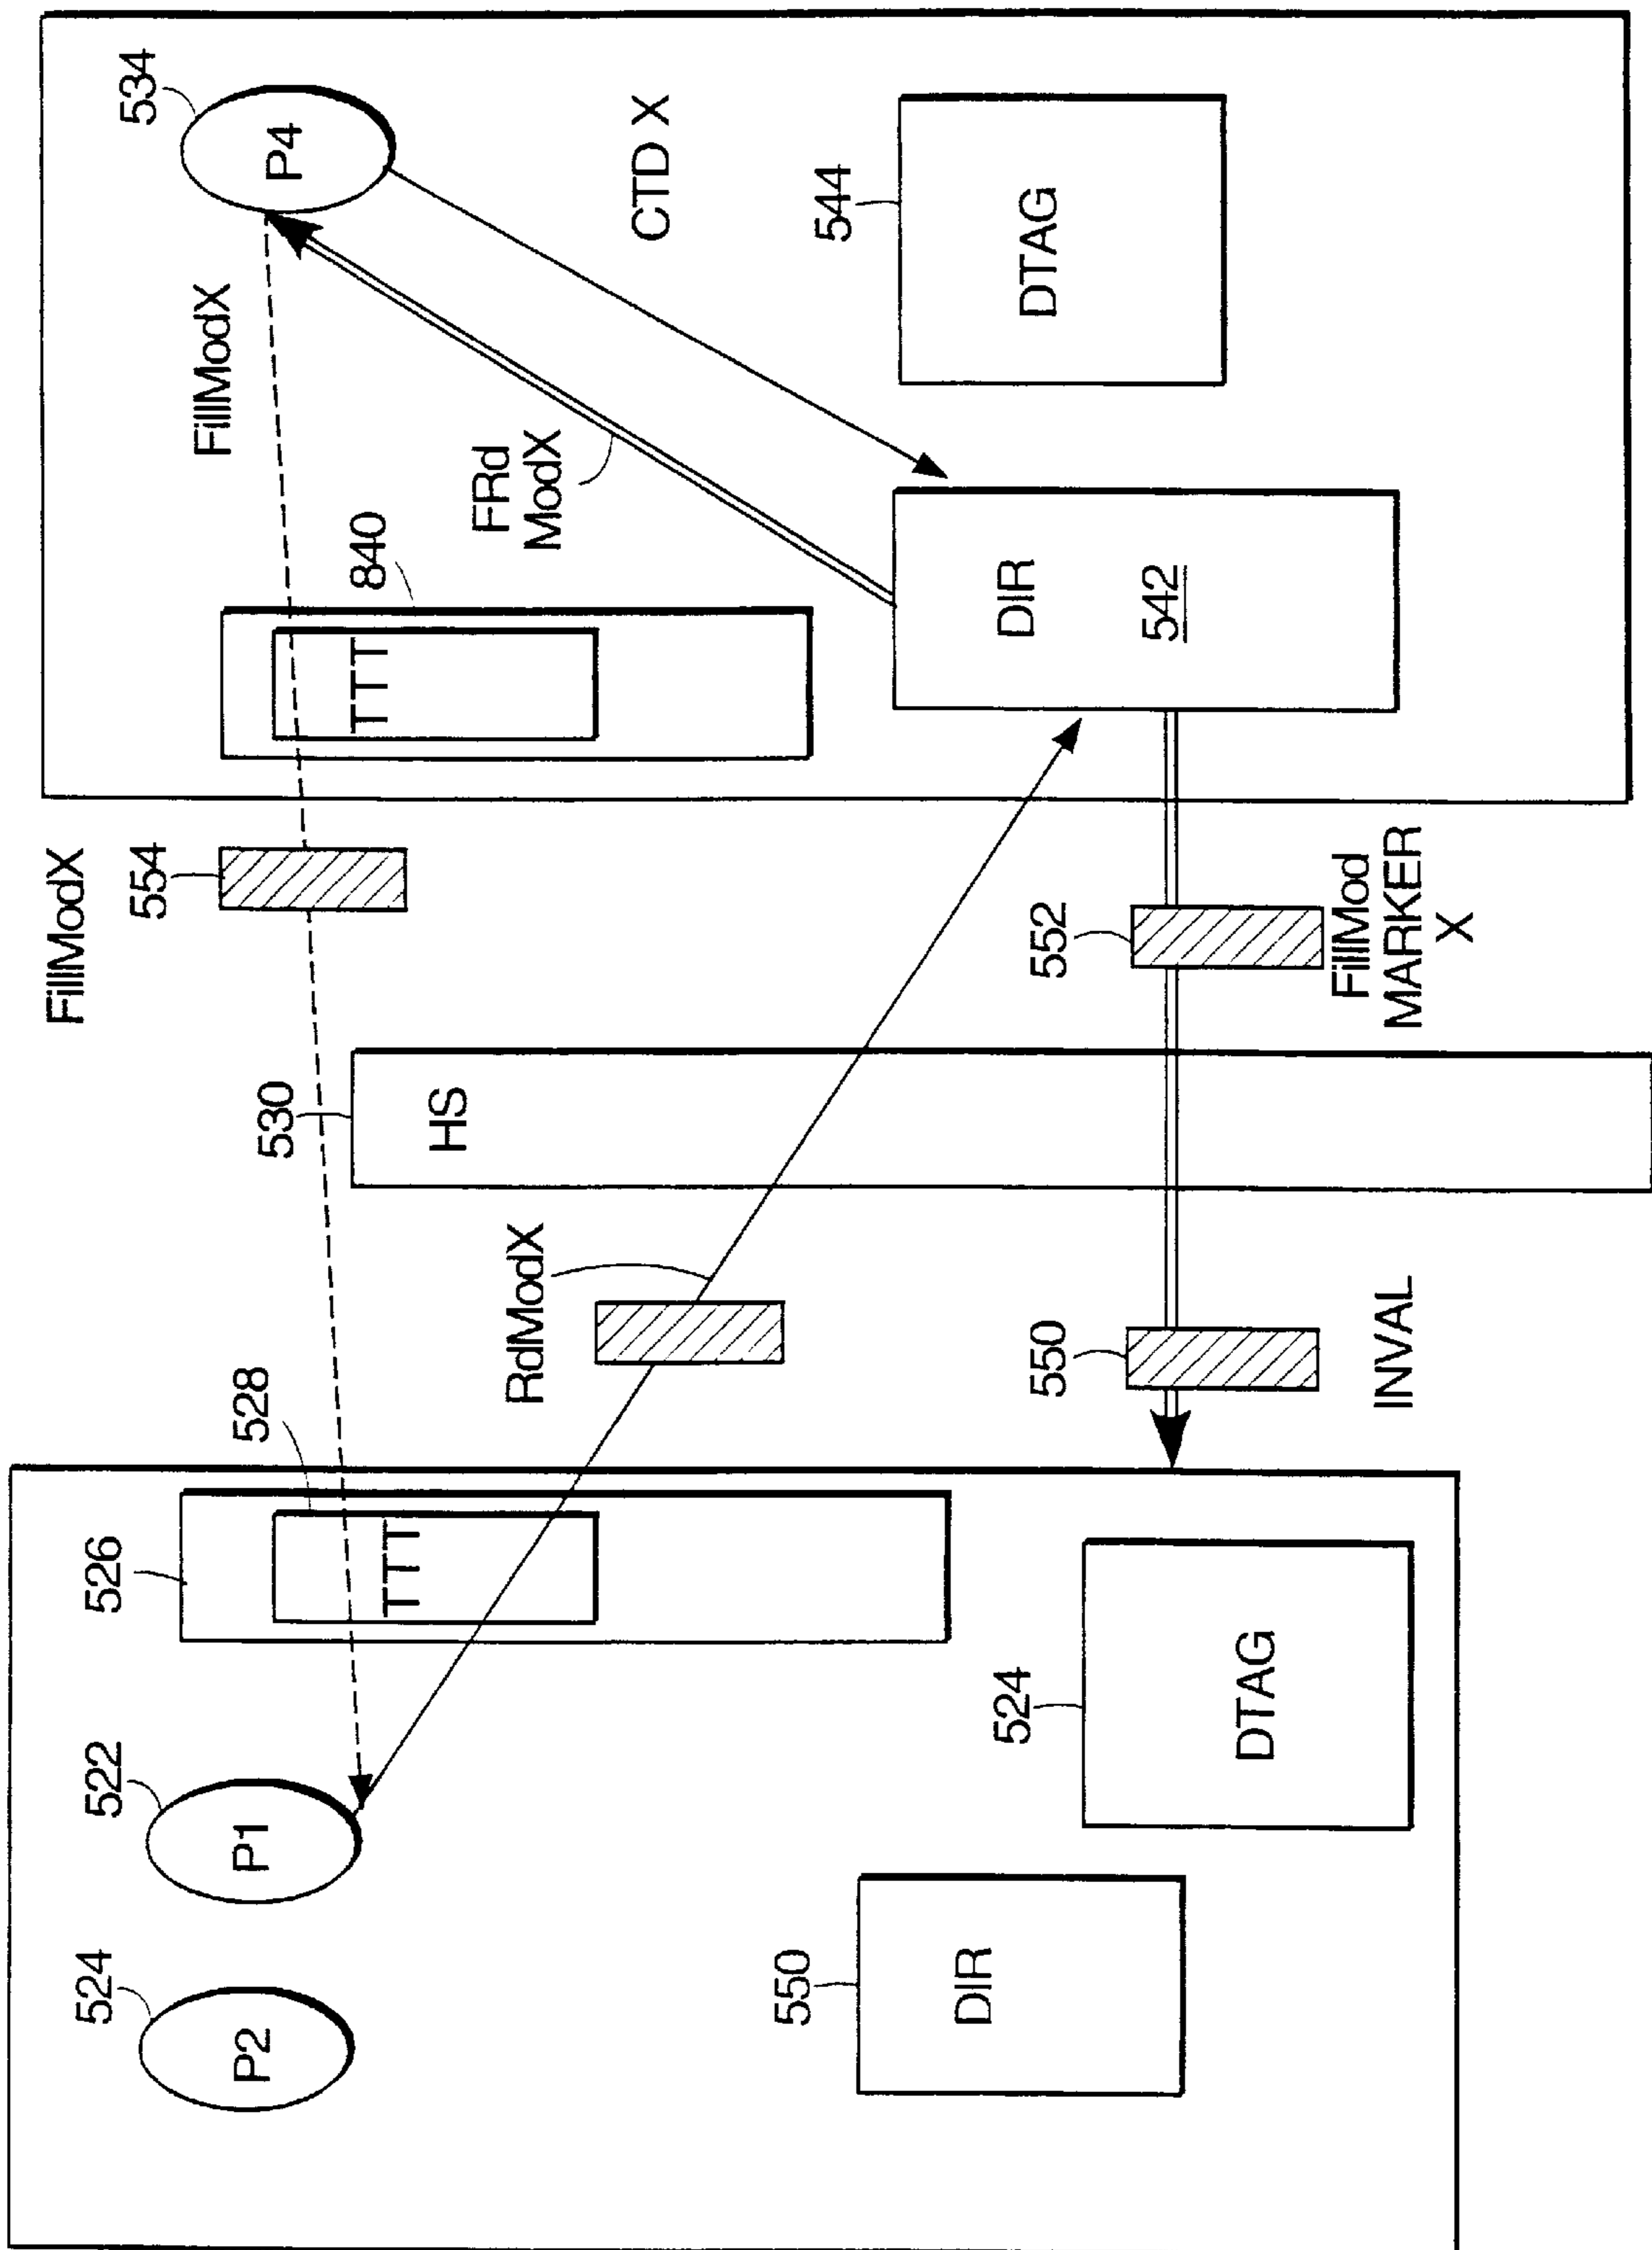 524
P2
522
P1
526
528
TTT
550
DIR
524
DTAG
RdModX
550
INVAL
530
HS
FillModX
554
552
FillMod
MARKER
X
840
TTT
FillModX
FRd
ModX
534
P4
CTD X
DIR
542
544
DTAG